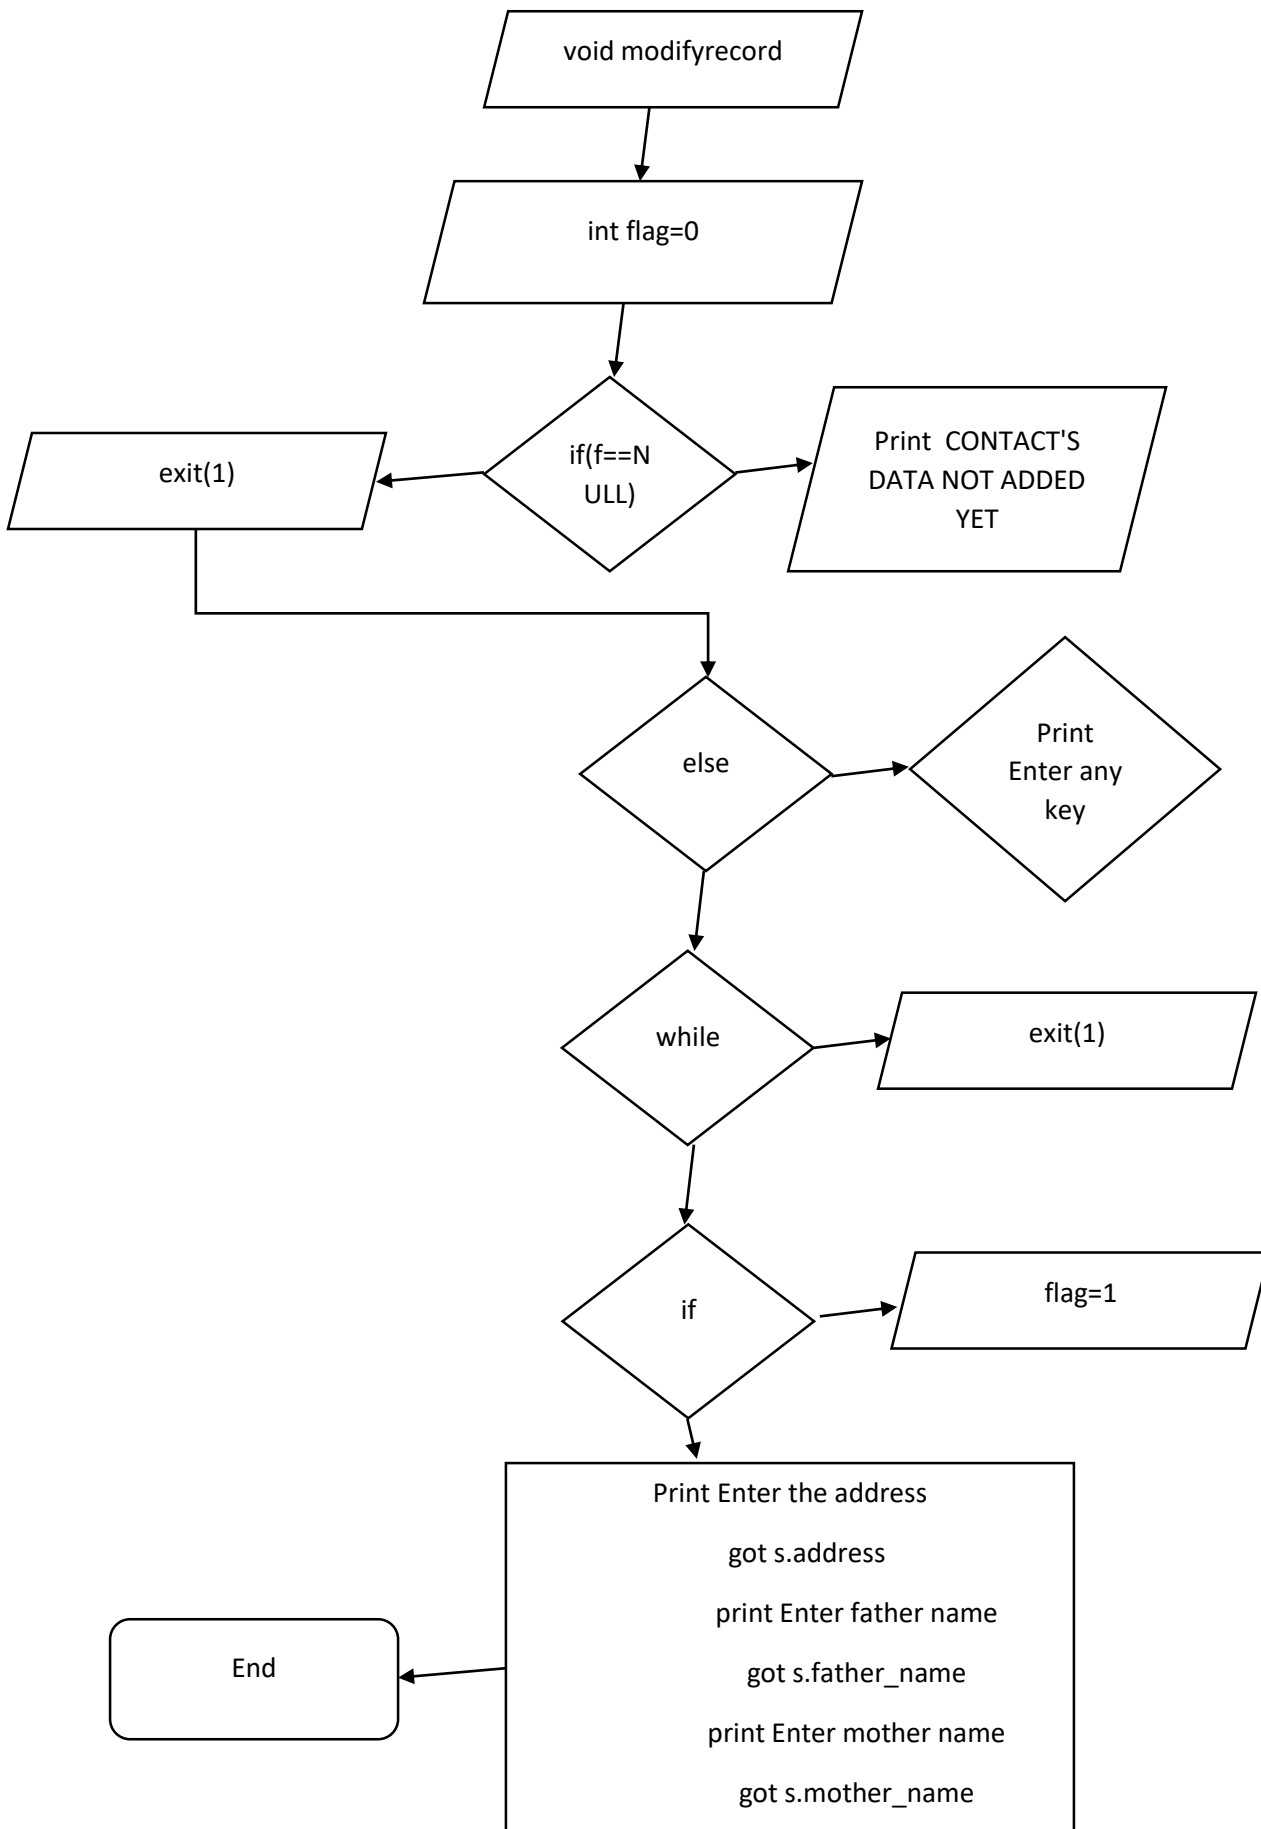 void modifyrecord
int flag=0
if(f==N
ULL)
exit(1)
Print  CONTACT'S
DATA NOT ADDED
YET
else
Print
Enter any
key
while
exit(1)
if
flag=1
Print Enter the address
got s.address
print Enter father name
got s.father_name
print Enter mother name
got s.mother_name
End